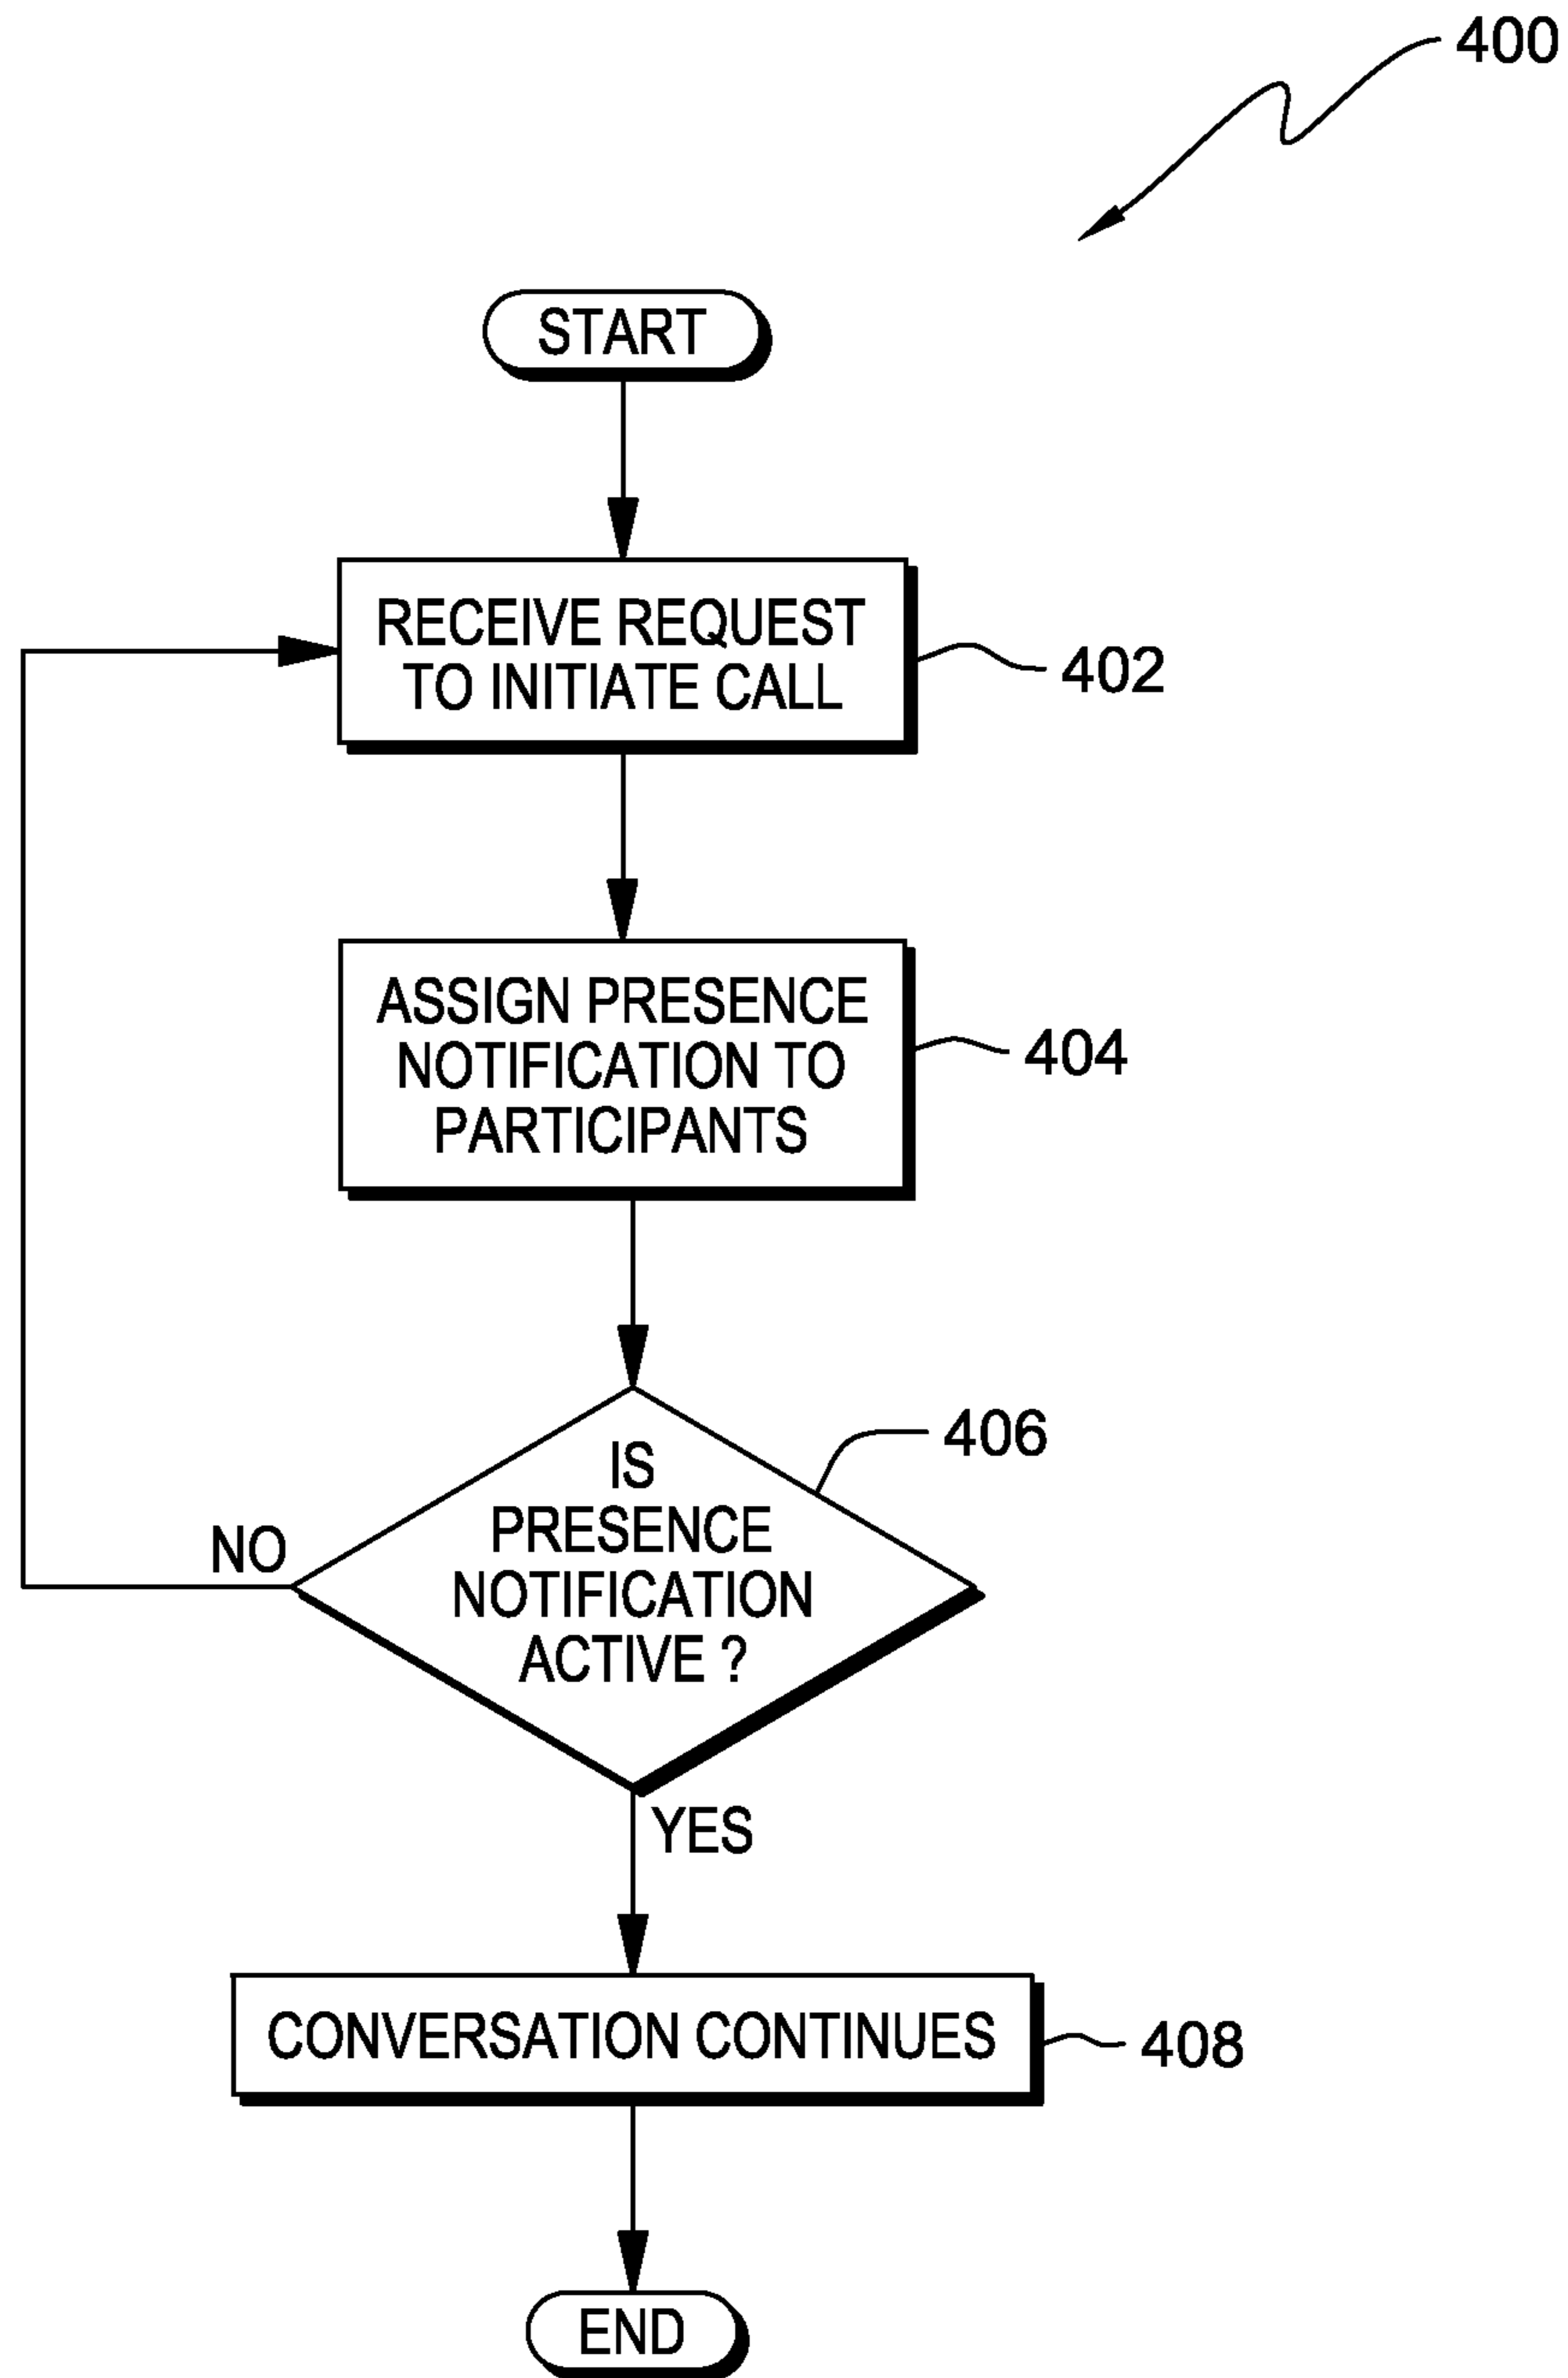 400
START
RECEIVE REQUEST
TO INITIATE CALL
402
ASSIGN PRESENCE
NOTIFICATION TO
PARTICIPANTS
404
IS
PRESENCE
NOTIFICATION
ACTIVE ?
406
NO
YES
CONVERSATION CONTINUES
408
END